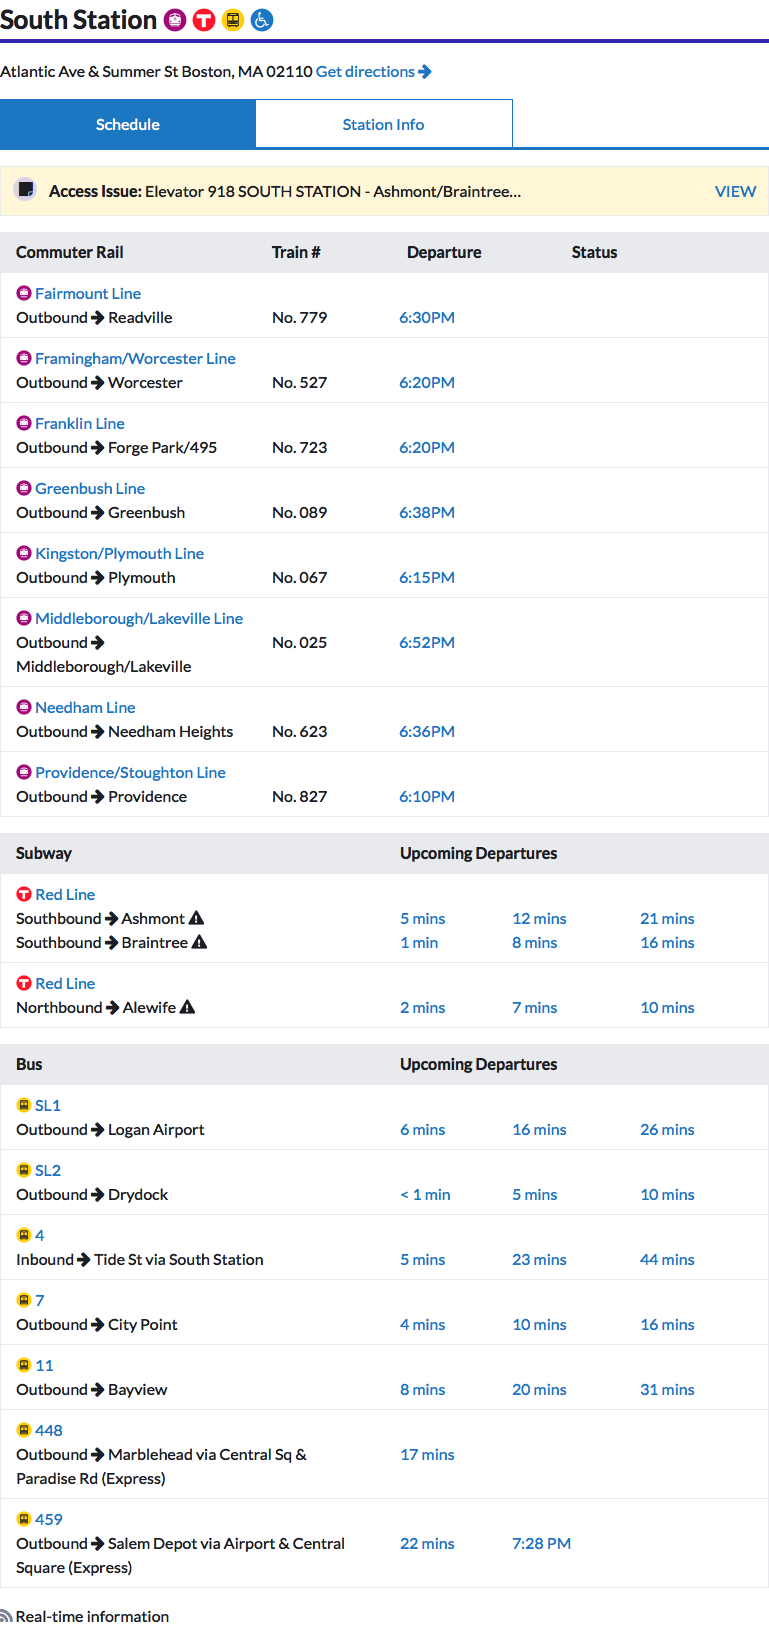 South Station
Atlantic Ave & Summer St Boston, MA 02110 Get directions
Schedule Station Info
Access Issue: Elevator 918 SOUTH STATION - Ashmont/Braintree... VIEW
Commuter Rail Train # Departure Status
Fairmount Line
Outbound → Readville No. 779 6:30PM
Framingham/Worcester Line
Outbound → Worcester No. 527 6:20PM
Franklin Line
Outbound → Forge Park/495 No. 723 6:20PM
Greenbush Line
Outbound → Greenbush No. 089 6:38PM
Kingston/Plymouth Line
Outbound → Plymouth No. 067 6:15PM
Middleborough/Lakeville Line
Outbound → No. 025 6:52PM
Middleborough/Lakeville
Needham Line
Outbound → Needham Heights No. 623 6:36PM
Providence/Stoughton Line
Outbound → Providence No. 827 6:10PM
Subway Upcoming Departures
Red Line
Southbound → Ashmont 5 mins 12 mins 21 mins
Southbound → Braintree 1 min 8 mins 16 mins
Red Line
Northbound → Alewife 2 mins 7 mins 10 mins
Bus Upcoming Departures
SL1
Outbound → Logan Airport 6 mins 16 mins 26 mins
SL2
Outbound → Drydock < 1 min 5 mins 10 mins
4
Inbound → Tide St via South Station 5 mins 23 mins 44 mins
7
Outbound → City Point 4 mins 10 mins 16 mins
11
Outbound → Bayview 8 mins 20 mins 31 mins
448
Outbound → Marblehead via Central Sq & 17 mins
Paradise Rd (Express)
459
Outbound → Salem Depot via Airport & Central 22 mins 7:28 PM
Square (Express)
Real-time information